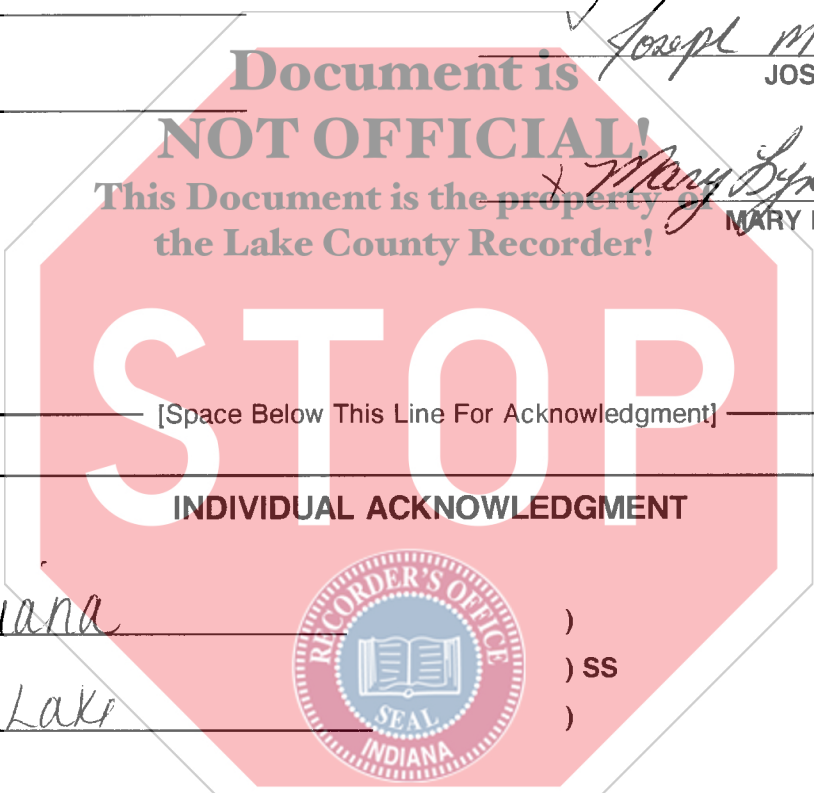 Joseph M
Document is
JOS
NOT OFFICIAL!
Mary Lyn
This Document is the property of
MARY
the Lake County Recorder!
STOP
[Space Below This Line For Acknowledgment]
INDIVIDUAL ACKNOWLEDGMENT
RECORDER'S OFFICE
iana )
) SS
Lake )
SEAL
INDIANA